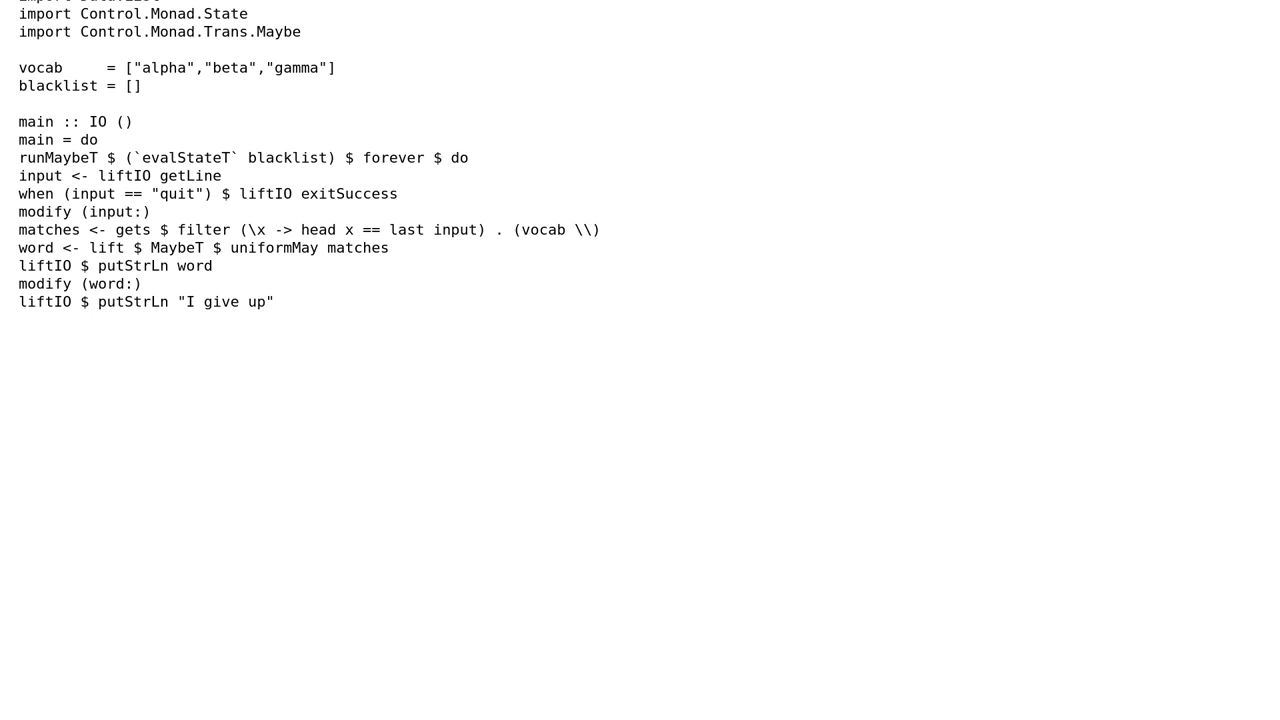 import Control.Monad.State
import Control.Monad.Trans.Maybe
vocab     = ["alpha","beta","gamma"]
blacklist = []
main :: IO ()
main = do
runMaybeT $ (`evalStateT` blacklist) $ forever $ do
input <- liftIO getLine
when (input == "quit") $ liftIO exitSuccess
modify (input:)
matches <- gets $ filter (\x -> head x == last input) . (vocab \\)
word <- lift $ MaybeT $ uniformMay matches
liftIO $ putStrLn word
modify (word:)
liftIO $ putStrLn "I give up"